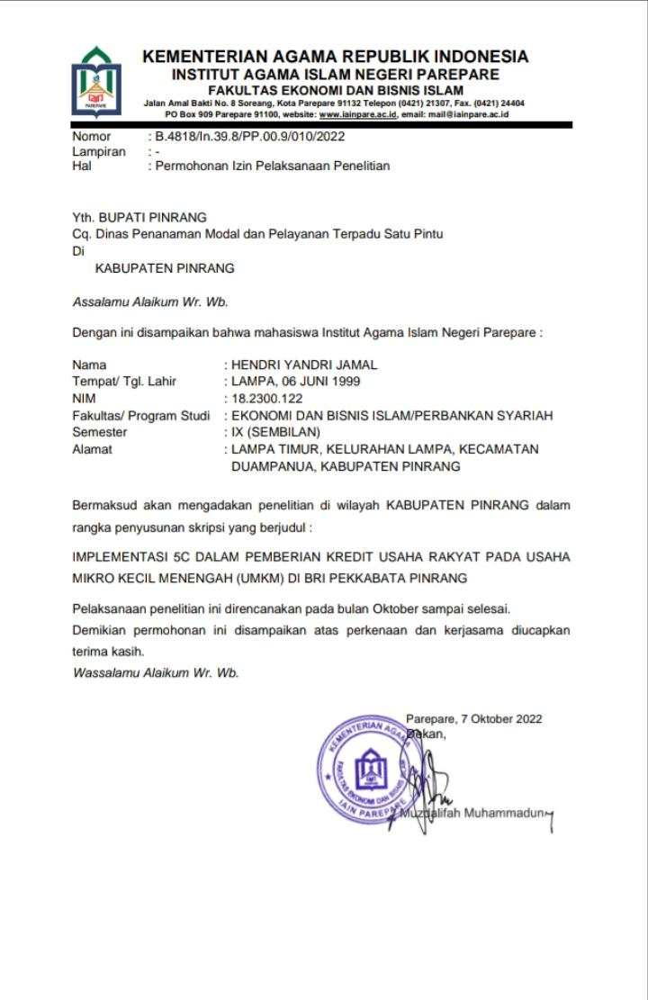 KEMENTERIAN AGAMA REPUBLIK INDONESIA
INSTITUT AGAMA ISLAM NEGERI PAREPARE
FAKULTAS EKONOMI DAN BISNIS ISLAM
Jalan Amal Bakti No. 8 Soreang, Kota Parepare 91132 Telepon (0421) 21307, Fax. (0421) 24404
PO Box 909 Parepare 91100, website: www.iainpare.ac.id, email: mail@iainpare.ac.id
PAREPARE
Nomor : B.4818/In.39.8/PP.00.9/010/2022
Lampiran : -
Hal : Permohonan Izin Pelaksanaan Penelitian
Yth. BUPATI PINRANG
Cq. Dinas Penanaman Modal dan Pelayanan Terpadu Satu Pintu
Di
KABUPATEN PINRANG
Assalamu Alaikum Wr. Wb.
Dengan ini disampaikan bahwa mahasiswa Institut Agama Islam Negeri Parepare :
Nama : HENDRI YANDRI JAMAL
Tempat/ Tgl. Lahir : LAMPA, 06 JUNI 1999
NIM : 18.2300.122
Fakultas/ Program Studi : EKONOMI DAN BISNIS ISLAM/PERBANKAN SYARIAH
Semester : IX (SEMBILAN)
Alamat : LAMPA TIMUR, KELURAHAN LAMPA, KECAMATAN
DUAMPANUA, KABUPATEN PINRANG
Bermaksud akan mengadakan penelitian di wilayah KABUPATEN PINRANG dalam
rangka penyusunan skripsi yang berjudul :
IMPLEMENTASI 5C DALAM PEMBERIAN KREDIT USAHA RAKYAT PADA USAHA
MIKRO KECIL MENENGAH (UMKM) DI BRI PEKKABATA PINRANG
Pelaksanaan penelitian ini direncanakan pada bulan Oktober sampai selesai.
Demikian permohonan ini disampaikan atas perkenaan dan kerjasama diucapkan
terima kasih.
Wassalamu Alaikum Wr. Wb.
Parepare, 7 Oktober 2022
Dekan,
KEMENTERIAN AGAMA
FAKULTAS EKONOMI DAN BISNIS ISLAM
IAIN PAREPARE
Muzdalifah Muhammadun